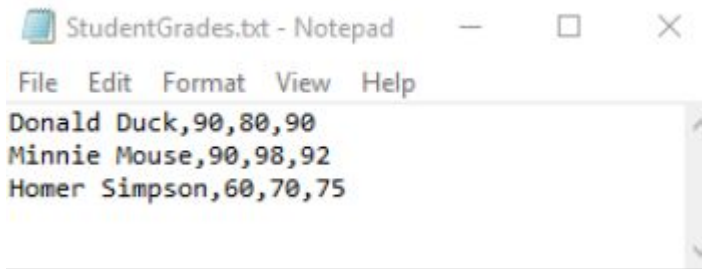 StudentGrades.txt - Notepad
File Edit Format View Help
Donald Duck,90,80,90
Minnie Mouse,90,98,92
Homer Simpson,60,70,75